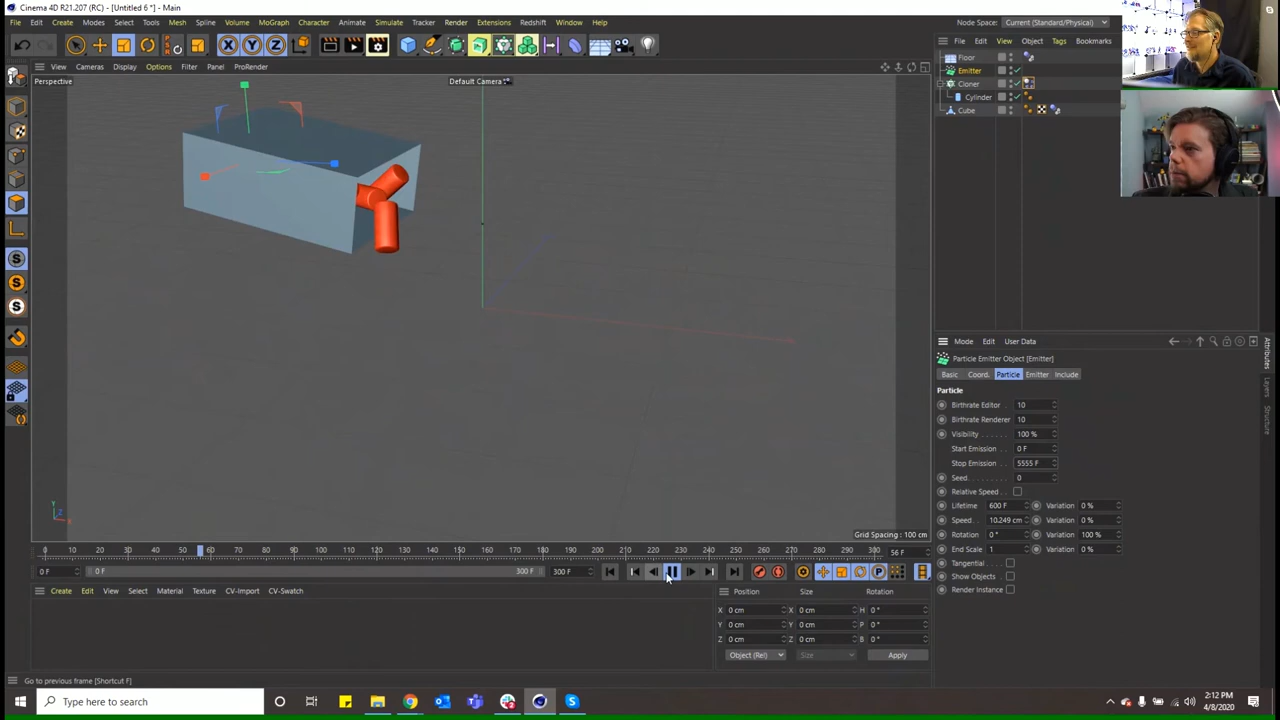 Cinema 4D R21.207 (RC) - [Untitled 6 *] - Main
File Edit Create Modes Select Tools Mesh Spline Volume MoGraph Character Animate Simulate Tracker Render Extensions Redshift Window Help
Node Space: Current (Standard/Physical)
X Y Z
File Edit View Object Tags Bookmarks
View Cameras Display Options Filter Panel ProRender
Perspective
Default Camera
Floor
Emitter
Cloner
Cylinder
Cube
Mode Edit User Data
Particle Emitter Object [Emitter]
Basic Coord. Particle Emitter Include
Particle
Birthrate Editor . 10
Birthrate Renderer 10
Visibility . . . . . . 100 %
Start Emission 0 F
Stop Emission 5555 F
Seed. . . . . . . . . . 0
Relative Speed
Lifetime 600 F Variation 0 %
Speed. . . 10.249 cm Variation 0 %
Rotation 0 ° Variation 100 %
End Scale 1 Variation 0 %
Tangential
Show Objects
Render Instance
Attributes
Layers
Structure
Y
Z
X
Grid Spacing : 100 cm
0 10 20 30 40 50 60 70 80 90 100 110 120 130 140 150 160 170 180 190 200 210 220 230 240 250 260 270 280 290 300 56 F
0 F 0 F 300 F 300 F
Create Edit View Select Material Texture CV-Import CV-Swatch
Position Size Rotation
X 0 cm X 0 cm H 0 °
Y 0 cm Y 0 cm P 0 °
Z 0 cm Z 0 cm B 0 °
Object (Rel) Size Apply
Go to previous frame [Shortcut F]
Type here to search
2:12 PM
4/8/2020